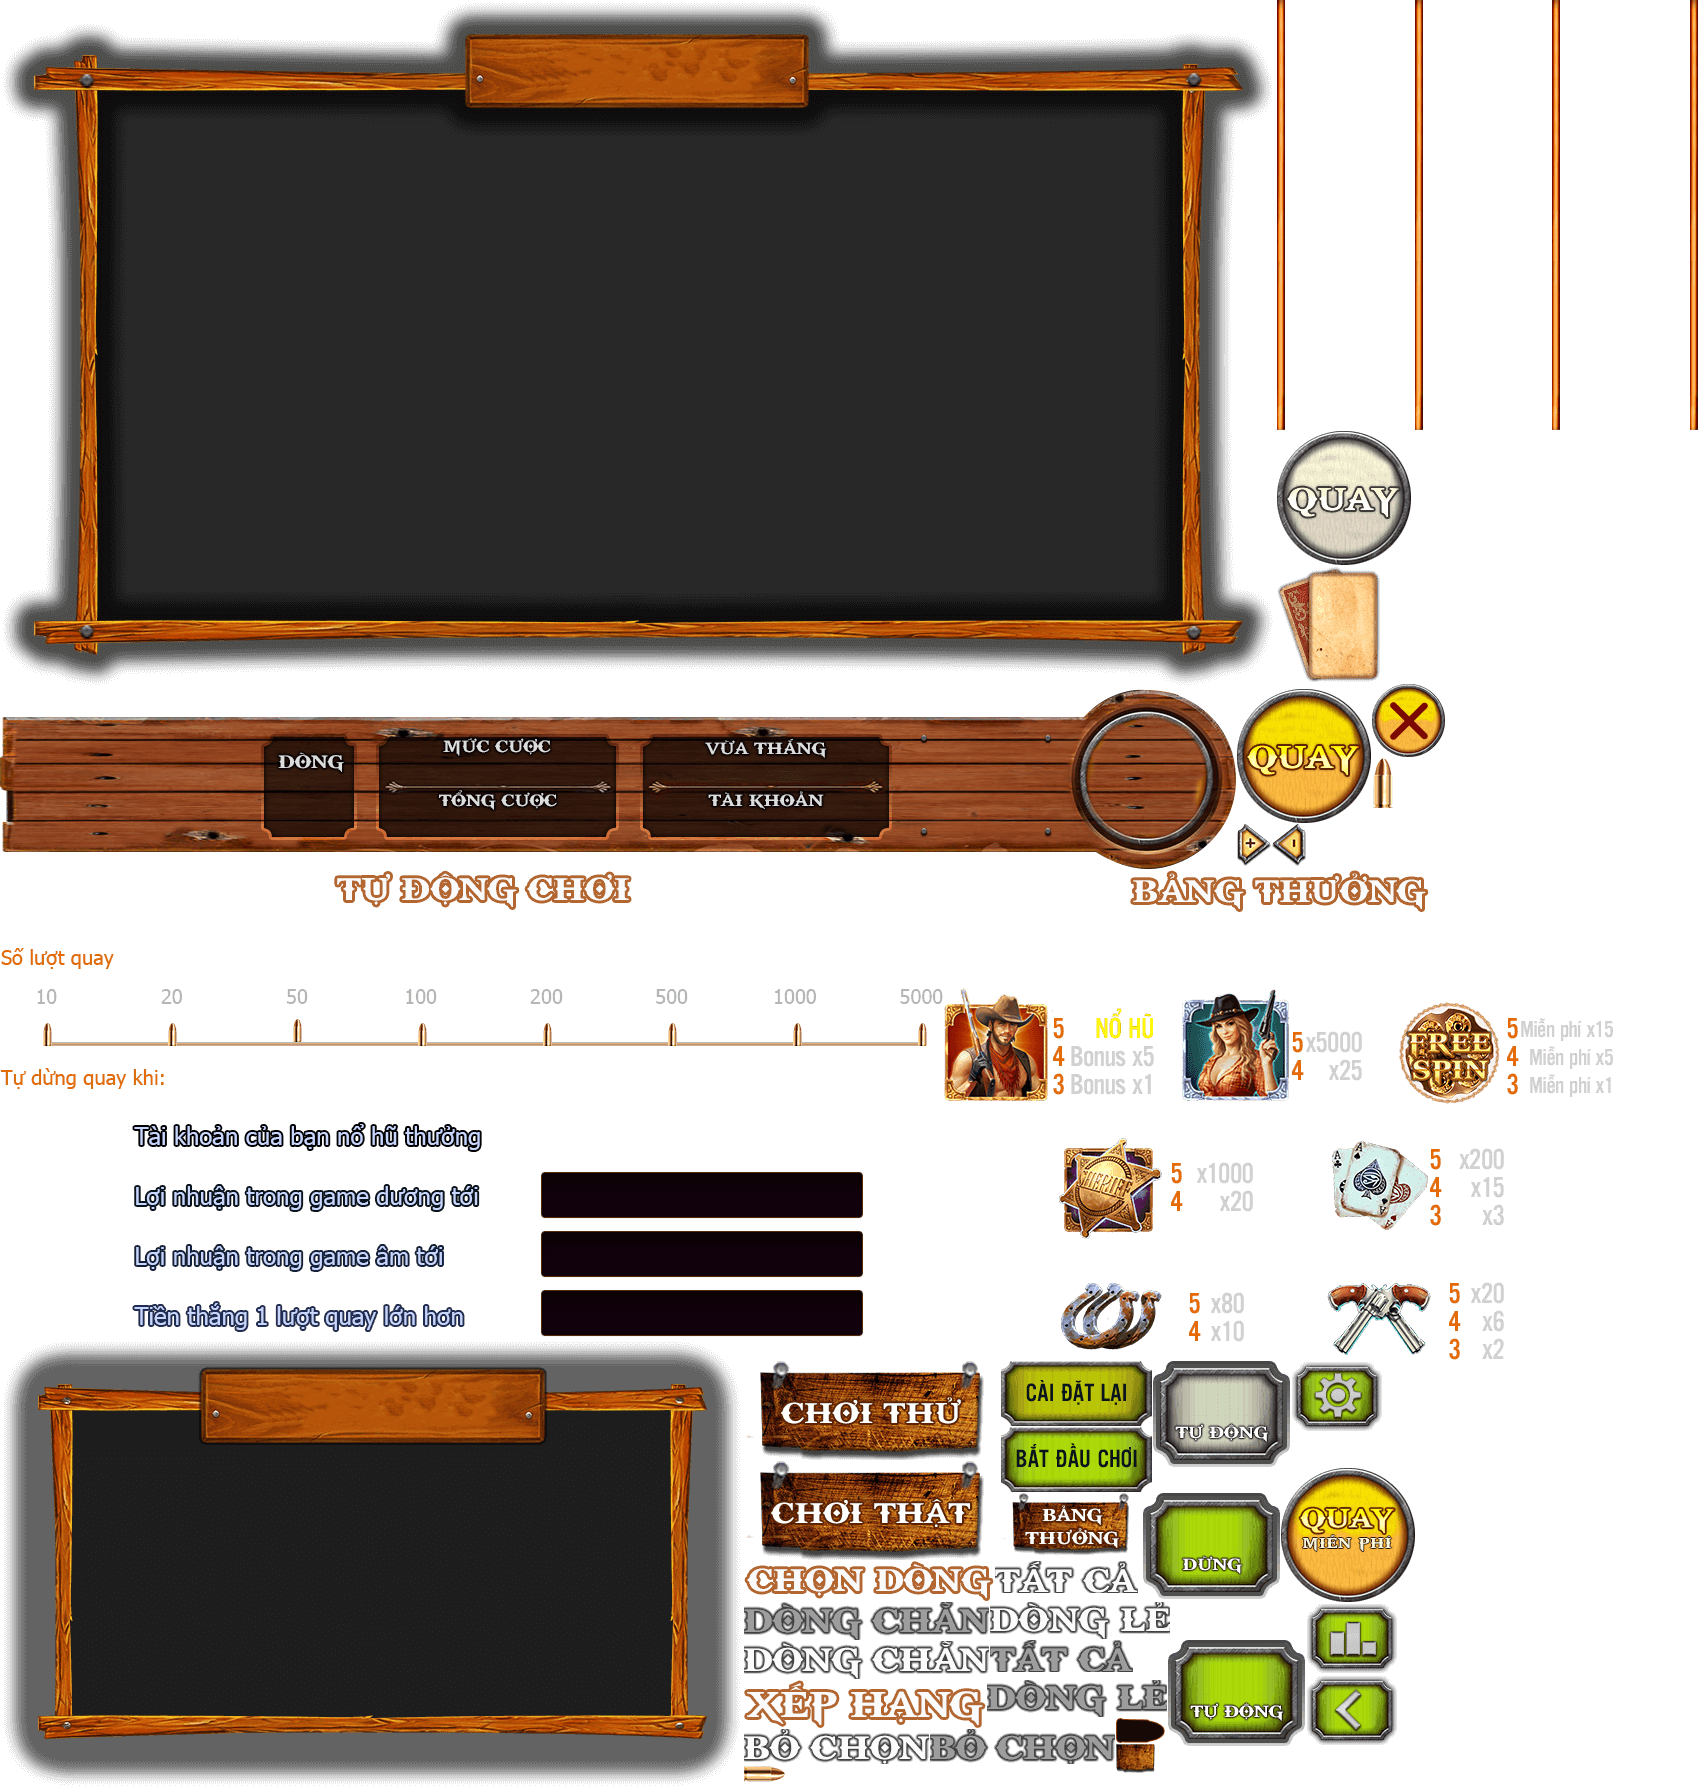 QUAY
DÒNG
MỨC CƯỢC
TỔNG CƯỢC
VỪA THẮNG
TÀI KHOẢN
QUAY
+
-
TỰ ĐỘNG CHƠI
BẢNG THƯỞNG
Số lượt quay
10 20 50 100 200 500 1000 5000
Tự dừng quay khi:
Tài khoản của bạn nổ hũ thưởng
Lợi nhuận trong game dương tới
Lợi nhuận trong game âm tới
Tiền thắng 1 lượt quay lớn hơn
5 NỔ HŨ
4 Bonus x5
3 Bonus x1
5 x5000
4 x25
FREE
SPIN
5 Miễn phí x15
4 Miễn phí x5
3 Miễn phí x1
SHERIFF
5 x1000
4 x20
A
A
5 x200
4 x15
3 x3
5 x80
4 x10
5 x20
4 x6
3 x2
CHƠI THỬ
CHƠI THẬT
CÀI ĐẶT LẠI
BẮT ĐẦU CHƠI
BẢNG
THƯỞNG
TỰ ĐỘNG
DỪNG
QUAY
MIỄN PHÍ
TỰ ĐỘNG
CHỌN DÒNG
TẤT CẢ
DÒNG CHẴN
DÒNG LẺ
DÒNG CHẴN
TẤT CẢ
XẾP HẠNG
DÒNG LẺ
BỎ CHỌN
BỎ CHỌN